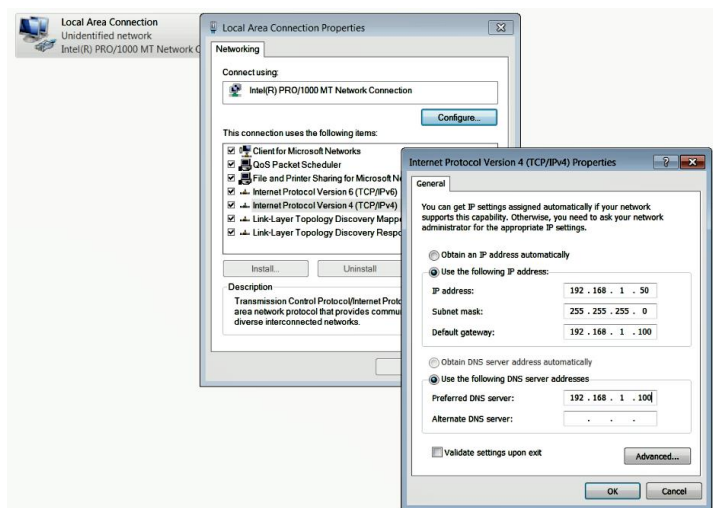 Local Area Connection
Unidentified network
Intel(R) PRO/1000 MT Network C
Local Area Connection Properties
Networking
Connect using:
Intel(R) PRO/1000 MT Network Connection
Configure...
This connection uses the following items:
Client for Microsoft Networks
QoS Packet Scheduler
File and Printer Sharing for Microsoft Ne
Internet Protocol Version 6 (TCP/IPv6)
Internet Protocol Version 4 (TCP/IPv4)
Link-Layer Topology Discovery Mappe
Link-Layer Topology Discovery Respo
Install...
Uninstall
Description
Transmission Control Protocol/Internet Proto
area network protocol that provides commu
diverse interconnected networks.
Internet Protocol Version 4 (TCP/IPv4) Properties
General
You can get IP settings assigned automatically if your network
supports this capability. Otherwise, you need to ask your network
administrator for the appropriate IP settings.
Obtain an IP address automatically
Use the following IP address:
IP address: 192 . 168 . 1 . 50
Subnet mask: 255 . 255 . 255 . 0
Default gateway: 192 . 168 . 1 . 100
Obtain DNS server address automatically
Use the following DNS server addresses
Preferred DNS server: 192 . 168 . 1 . 100
Alternate DNS server: . . .
Validate settings upon exit
Advanced...
OK
Cancel